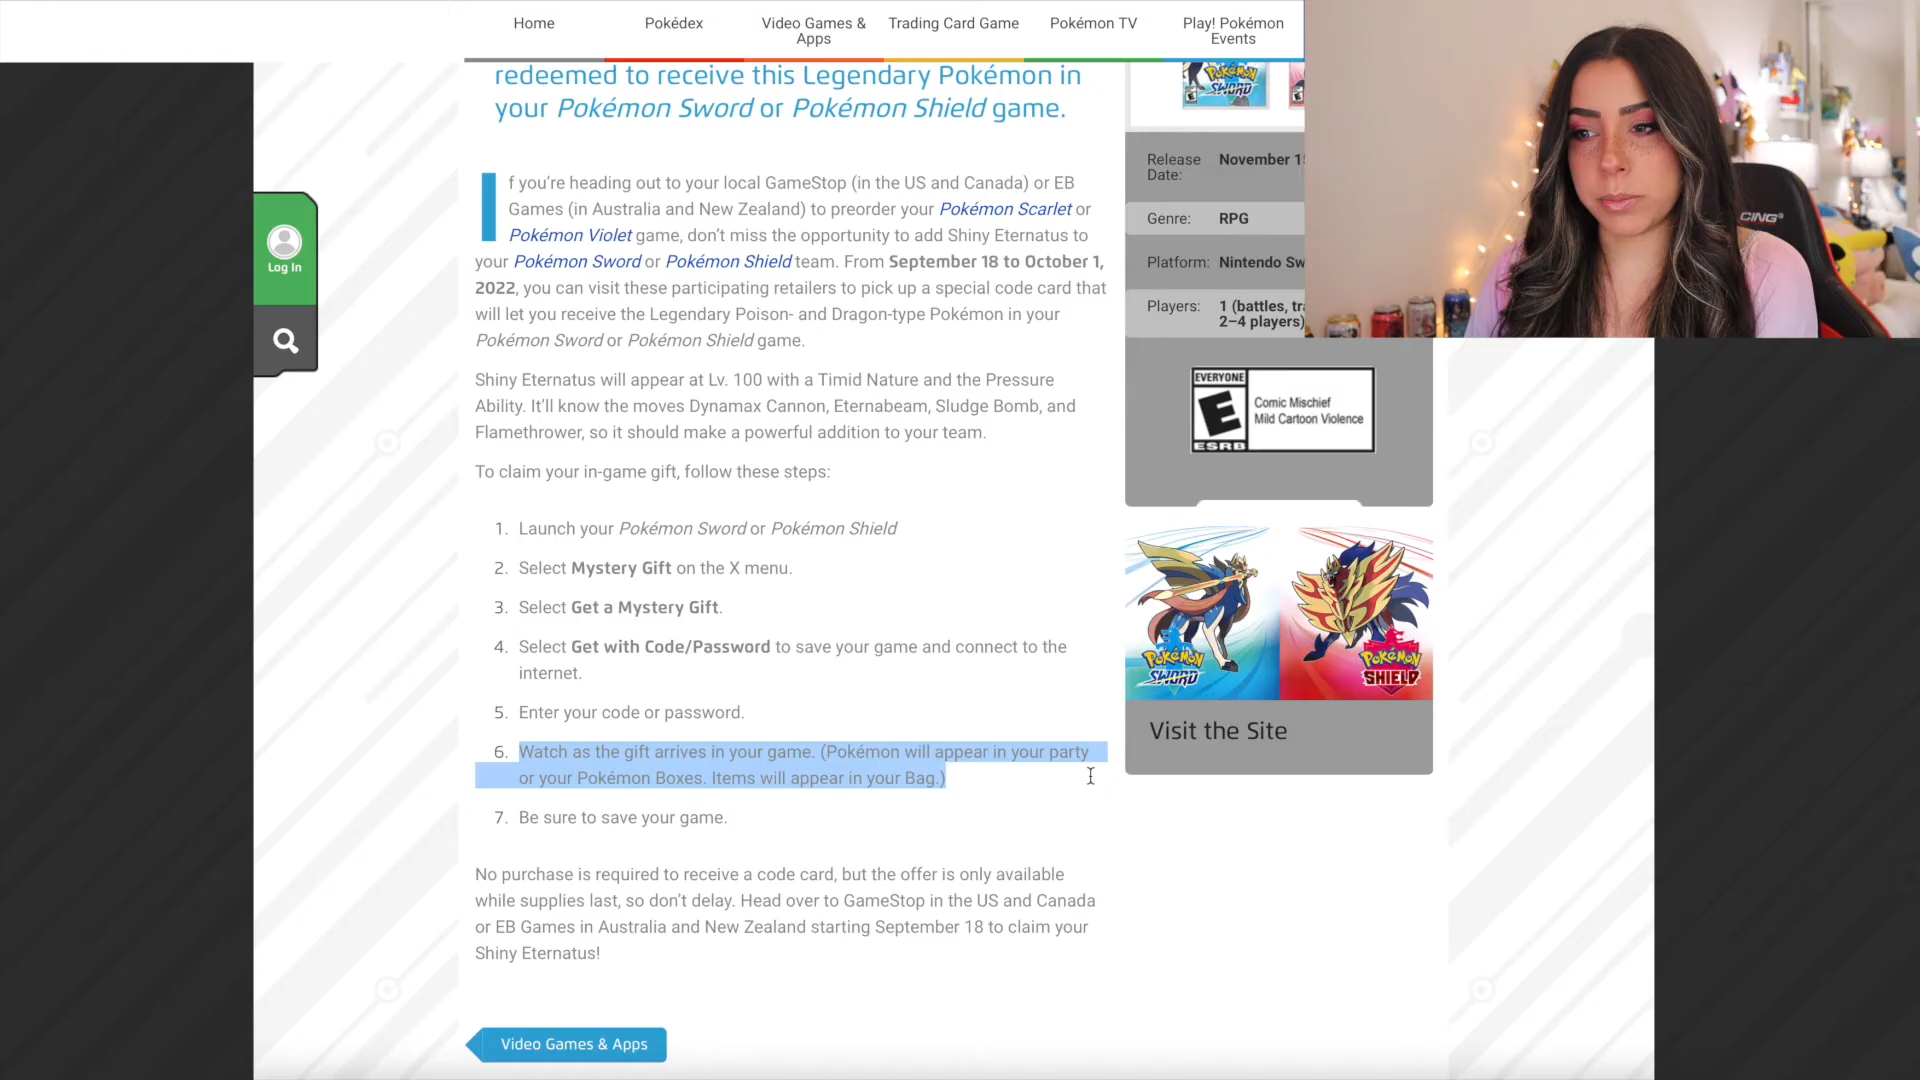 Home
Pokédex
Video Games &
Apps
Trading Card Game
Pokémon TV
Play! Pokémon
Events
redeemed to receive this Legendary Pokémon in
your Pokémon Sword or Pokémon Shield game.
If you’re heading out to your local GameStop (in the US and Canada) or EB
Games (in Australia and New Zealand) to preorder your Pokémon Scarlet or
Pokémon Violet game, don’t miss the opportunity to add Shiny Eternatus to
your Pokémon Sword or Pokémon Shield team. From September 18 to October 1,
2022, you can visit these participating retailers to pick up a special code card that
will let you receive the Legendary Poison- and Dragon-type Pokémon in your
Pokémon Sword or Pokémon Shield game.
Shiny Eternatus will appear at Lv. 100 with a Timid Nature and the Pressure
Ability. It’ll know the moves Dynamax Cannon, Eternabeam, Sludge Bomb, and
Flamethrower, so it should make a powerful addition to your team.
To claim your in-game gift, follow these steps:
1. Launch your Pokémon Sword or Pokémon Shield
2. Select Mystery Gift on the X menu.
3. Select Get a Mystery Gift.
4. Select Get with Code/Password to save your game and connect to the
internet.
5. Enter your code or password.
6. Watch as the gift arrives in your game. (Pokémon will appear in your party
or your Pokémon Boxes. Items will appear in your Bag.)
7. Be sure to save your game.
No purchase is required to receive a code card, but the offer is only available
while supplies last, so don’t delay. Head over to GameStop in the US and Canada
or EB Games in Australia and New Zealand starting September 18 to claim your
Shiny Eternatus!
Video Games & Apps
Log In
POKéMON
SWORD
Release
Date:
November 15
Genre:
RPG
Platform:
Nintendo Sw
Players:
1 (battles, tra
2–4 players)
EVERYONE
E
ESRB
Comic Mischief
Mild Cartoon Violence
POKéMON
SWORD
POKéMON
SHIELD
Visit the Site
CING